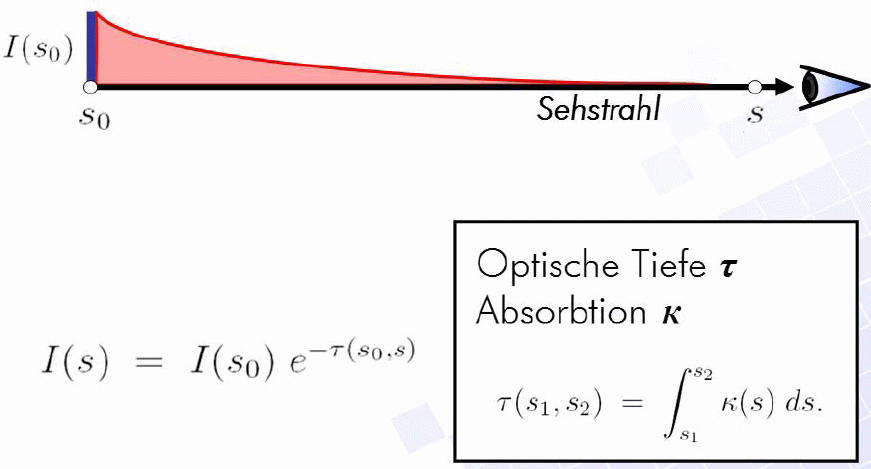 I(s₀)
Sehstrahl
s₀
s
Optische Tiefe τ
Absorbtion κ
I(s) = I(s₀) e^{−τ(s₀,s)}
τ(s₁, s₂) = ∫_{s₁}^{s₂} κ(s) ds.